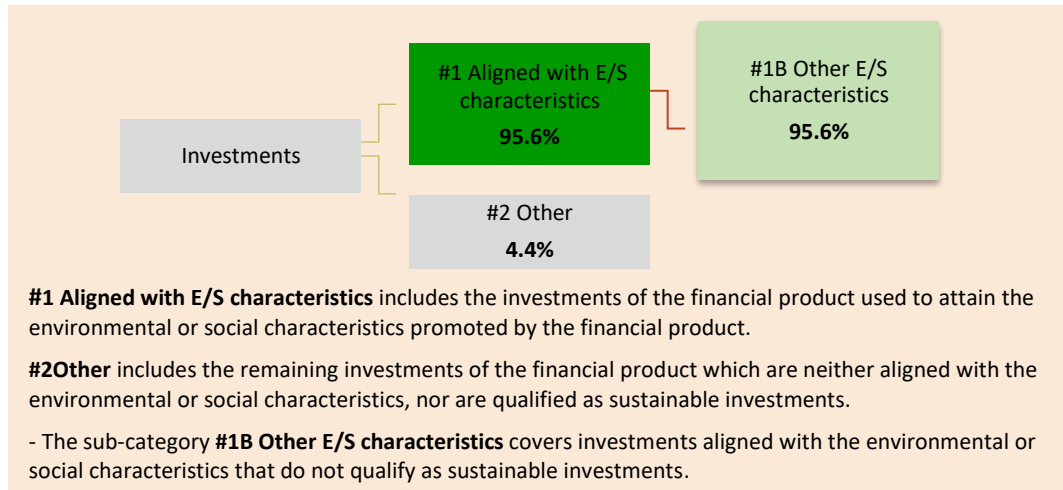 #1 Aligned with E/S
characteristics
95.6%
#1B Other E/S
characteristics
95.6%
Investments
#2 Other
4.4%
#1 Aligned with E/S characteristics includes the investments of the financial product used to attain the
environmental or social characteristics promoted by the financial product.
#2Other includes the remaining investments of the financial product which are neither aligned with the
environmental or social characteristics, nor are qualified as sustainable investments.
- The sub-category #1B Other E/S characteristics covers investments aligned with the environmental or
social characteristics that do not qualify as sustainable investments.